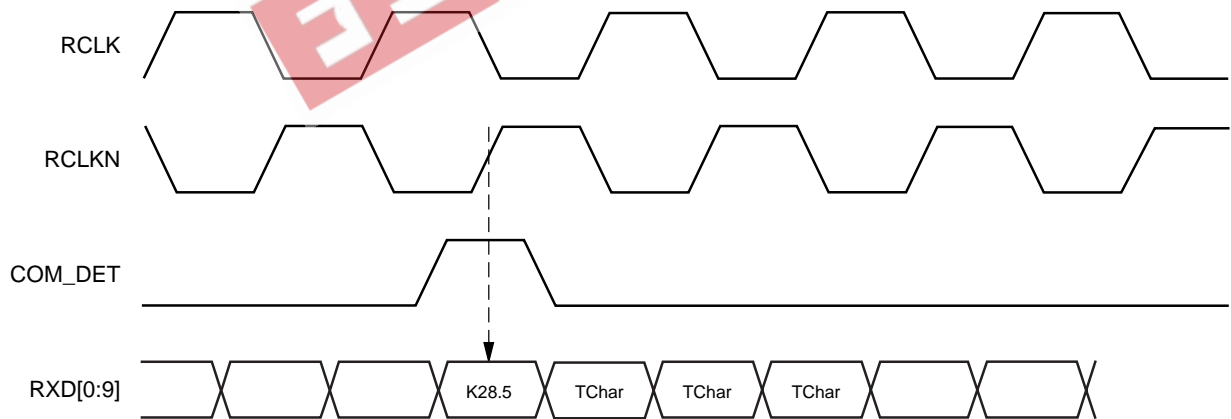 RCLK
RCLKN
COM_DET
RXD[0:9]
K28.5 TChar TChar TChar